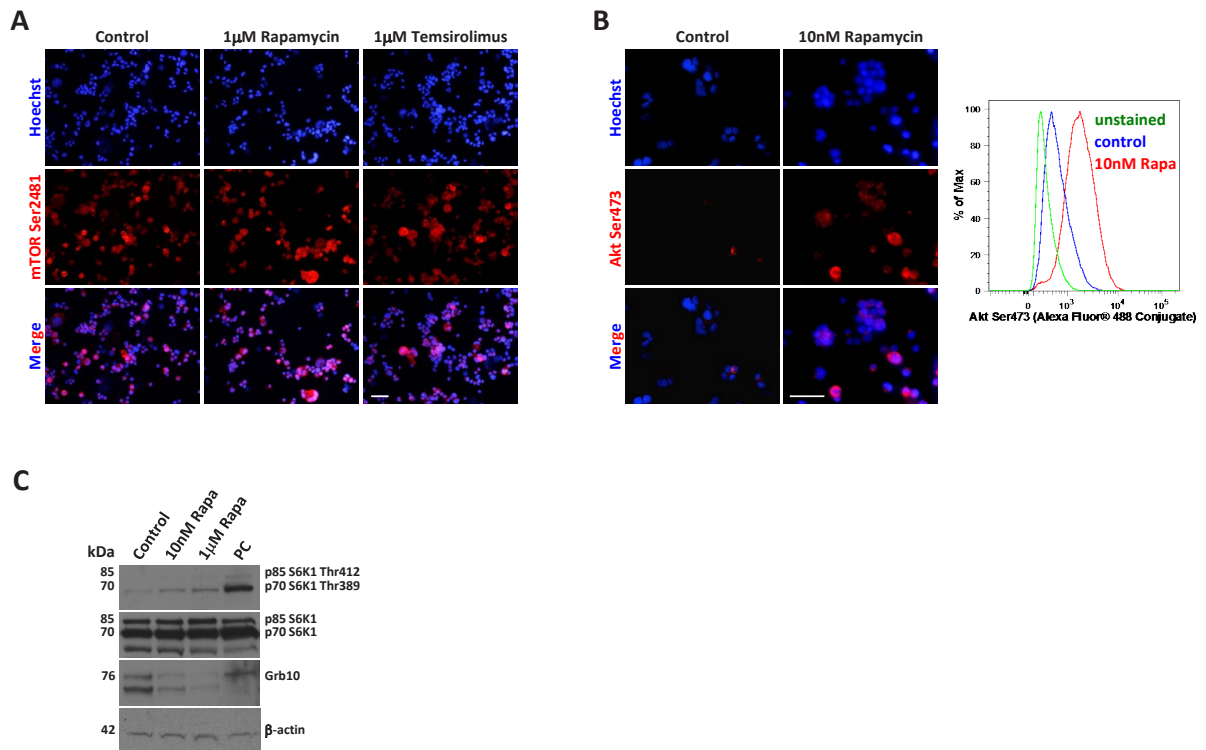 A
Control
1µM Rapamycin
1µM Temsirolimus
Hoechst
mTOR Ser2481
Merge
B
Control
10nM Rapamycin
Hoechst
Akt Ser473
Merge
100
80
60
40
20
0
% of Max
unstained
control
10nM Rapa
0
10³
10⁴
10⁵
Akt Ser473 (Alexa Fluor® 488 Conjugate)
C
kDa
Control
10nM Rapa
1µM Rapa
PC
85
p85 S6K1 Thr412
70
p70 S6K1 Thr389
85
p85 S6K1
70
p70 S6K1
76
Grb10
42
β-actin